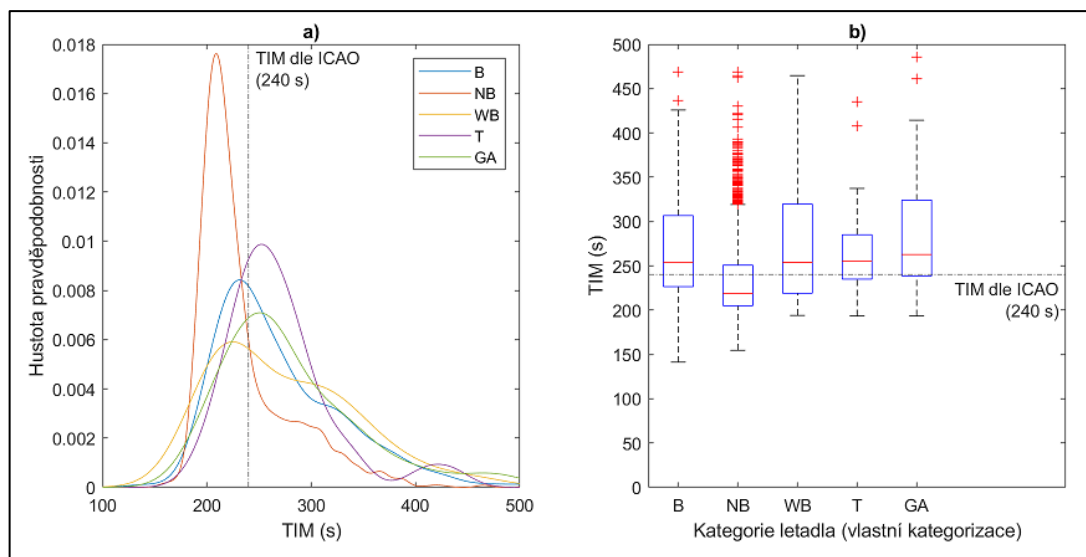 a)
0.018
0.016
0.014
0.012
0.01
0.008
0.006
0.004
0.002
0
Hustota pravděpodobnosti
100
200
300
400
500
TIM (s)
TIM dle ICAO
(240 s)
B
NB
WB
T
GA
b)
500
450
400
350
300
250
200
150
100
50
0
TIM (s)
TIM dle ICAO
(240 s)
B
NB
WB
T
GA
Kategorie letadla (vlastní kategorizace)